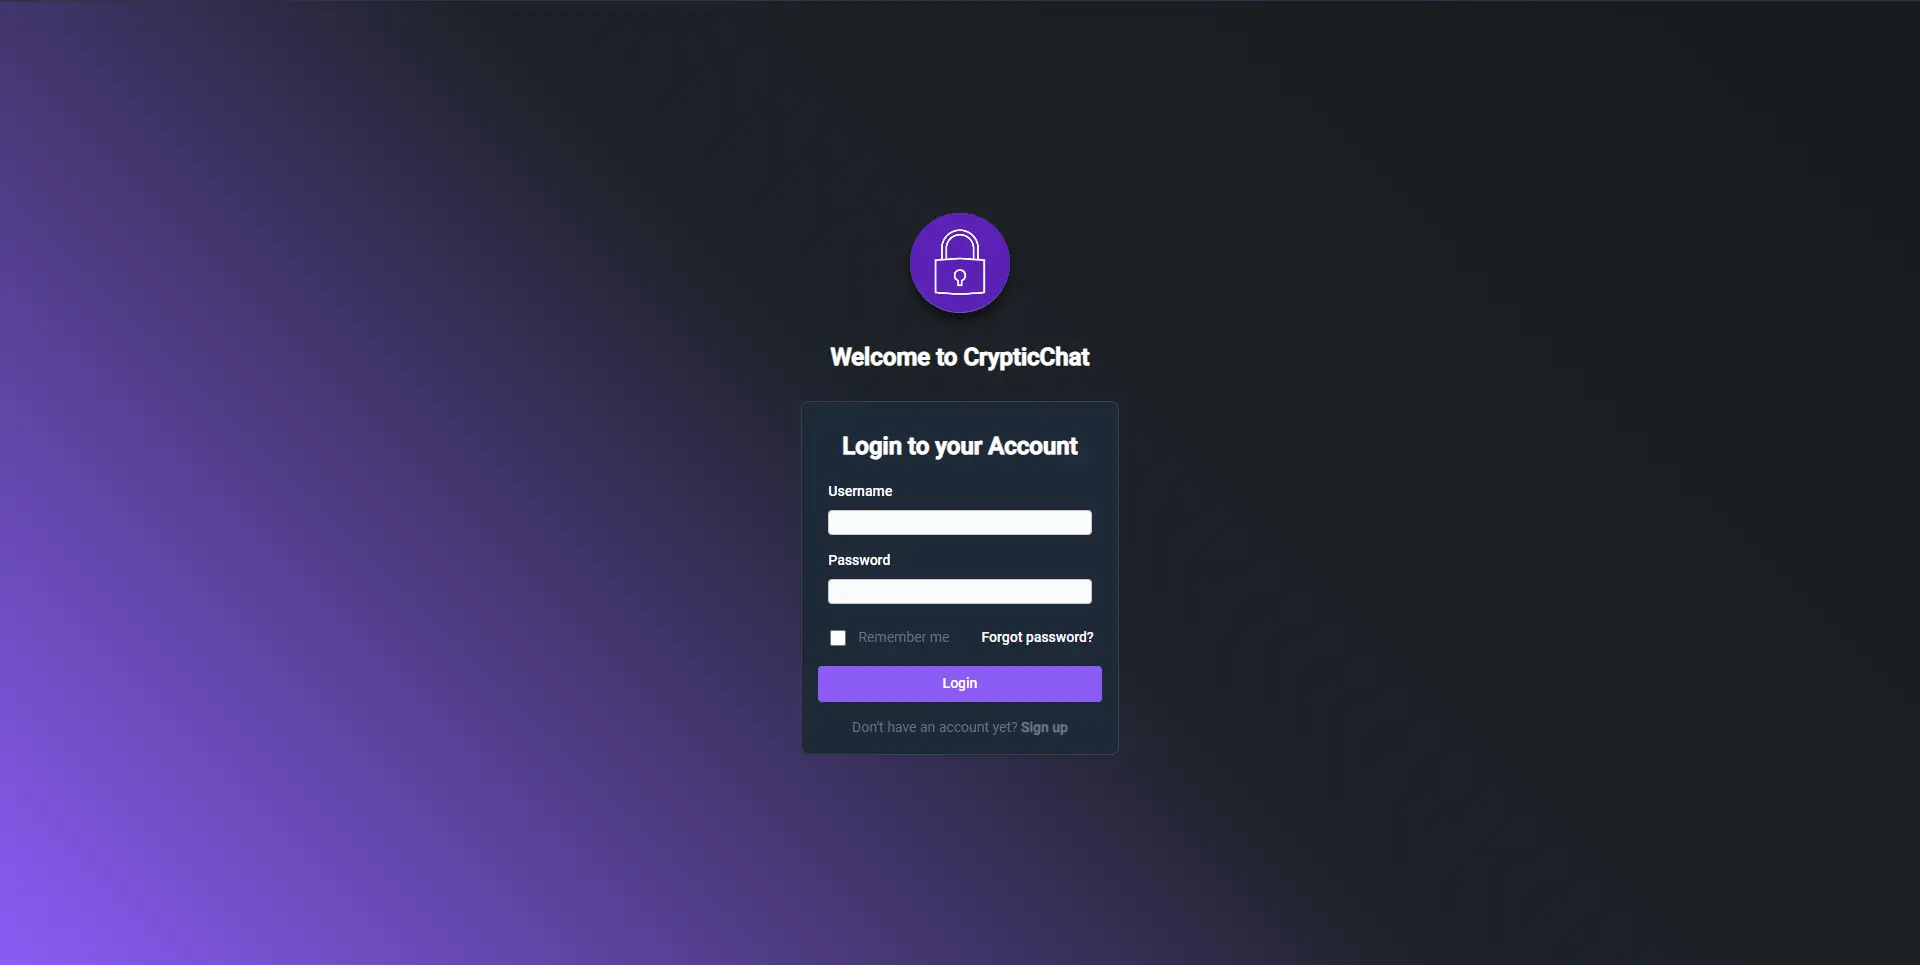 Welcome to CrypticChat
Login to your Account
Username
Password
Remember me
Forgot password?
Login
Don't have an account yet? Sign up